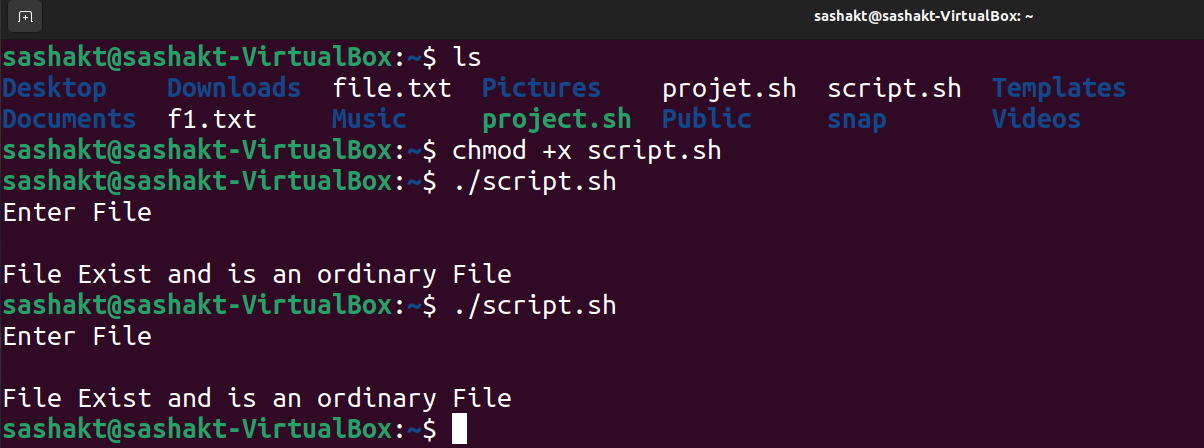 sashakt@sashakt-VirtualBox: ~
sashakt@sashakt-VirtualBox:~$ ls
Desktop Downloads file.txt Pictures projet.sh script.sh Templates
Documents f1.txt Music project.sh Public snap Videos
sashakt@sashakt-VirtualBox:~$ chmod +x script.sh
sashakt@sashakt-VirtualBox:~$ ./script.sh
Enter File
File Exist and is an ordinary File
sashakt@sashakt-VirtualBox:~$ ./script.sh
Enter File
File Exist and is an ordinary File
sashakt@sashakt-VirtualBox:~$